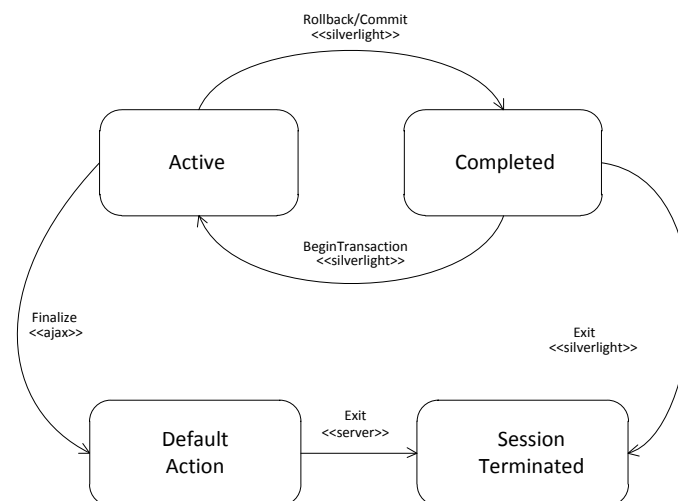 Rollback/Commit
<<silverlight>>
Active
Completed
BeginTransaction
<<silverlight>>
Finalize
<<ajax>>
Exit
<<silverlight>>
Default
Action
Exit
<<server>>
Session
Terminated